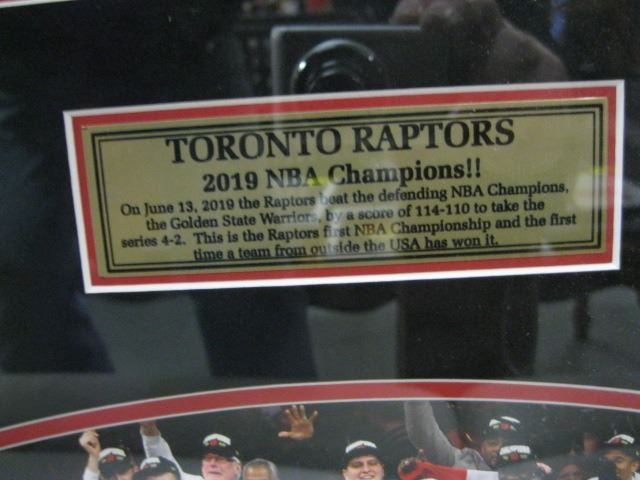 TORONTO RAPTORS
2019 NBA Champions!!
On June 13, 2019 the Raptors beat the defending NBA Champions,
the Golden State Warriors, by a score of 114-110 to take the
series 4-2. This is the Raptors first NBA Championship and the first
time a team from outside the USA has won it.